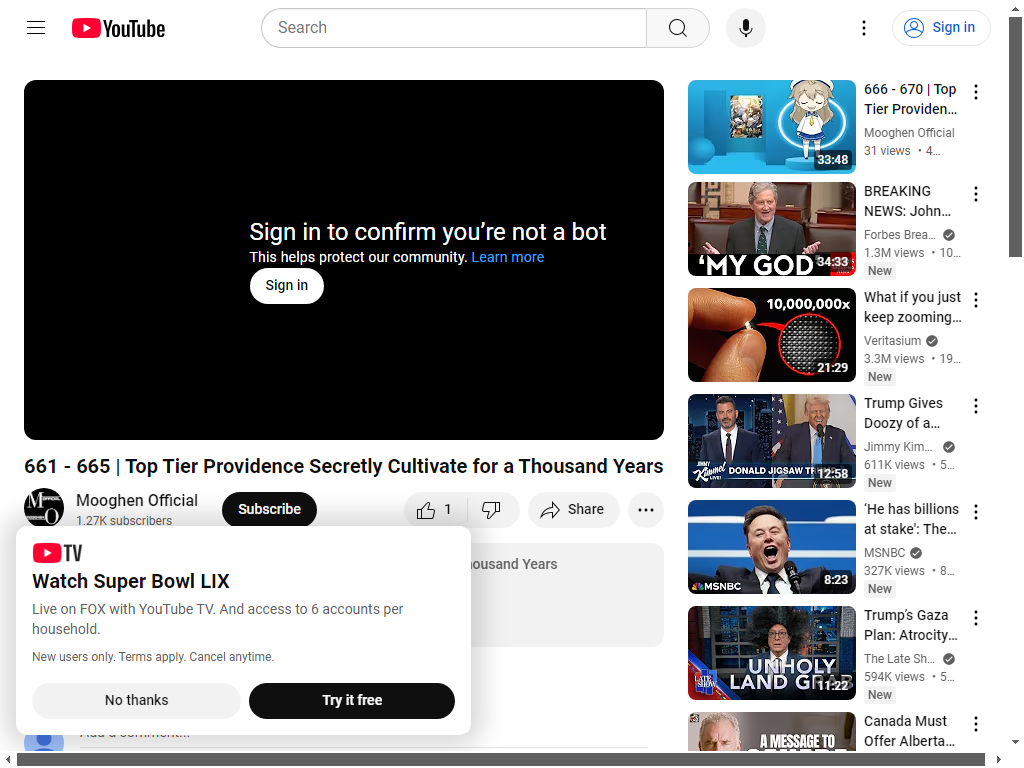 YouTube
Search
Sign in
Sign in to confirm you’re not a bot
This helps protect our community. Learn more
Sign in
661 - 665 | Top Tier Providence Secretly Cultivate for a Thousand Years
Mooghen Official
1.27K subscribers
Subscribe
1
Share
housand Years
TV
Watch Super Bowl LIX
Live on FOX with YouTube TV. And access to 6 accounts per
household.
New users only. Terms apply. Cancel anytime.
No thanks
Try it free
Add a comment...
33:48
666 - 670 | Top
Tier Providen...
Mooghen Official
31 views • 4...
‘MY GOD
34:33
BREAKING
NEWS: John...
Forbes Brea...
1.3M views • 10...
New
10,000,000x
21:29
What if you just
keep zooming...
Veritasium
3.3M views • 19...
New
JIMMY
Kimmel
LIVE!
DONALD JIGSAW
12:58
Trump Gives
Doozy of a...
Jimmy Kim...
611K views • 5...
New
MSNBC
8:23
‘He has billions
at stake': The...
MSNBC
327K views • 8...
New
LATE SHOW
UNHOLY
LAND GRAB
11:22
Trump’s Gaza
Plan: Atrocity...
The Late Sh...
594K views • 5...
New
A MESSAGE TO
Canada Must
Offer Alberta...